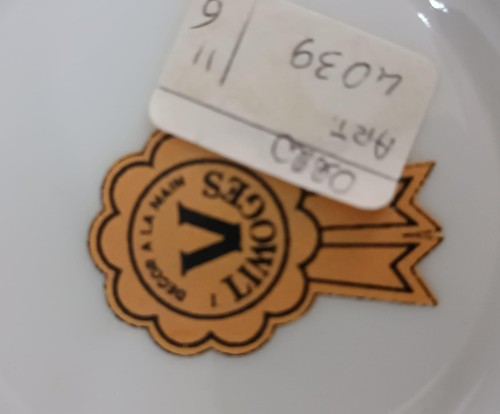 ART.
4039
LIMOGES
V
DECOR A LA MAIN